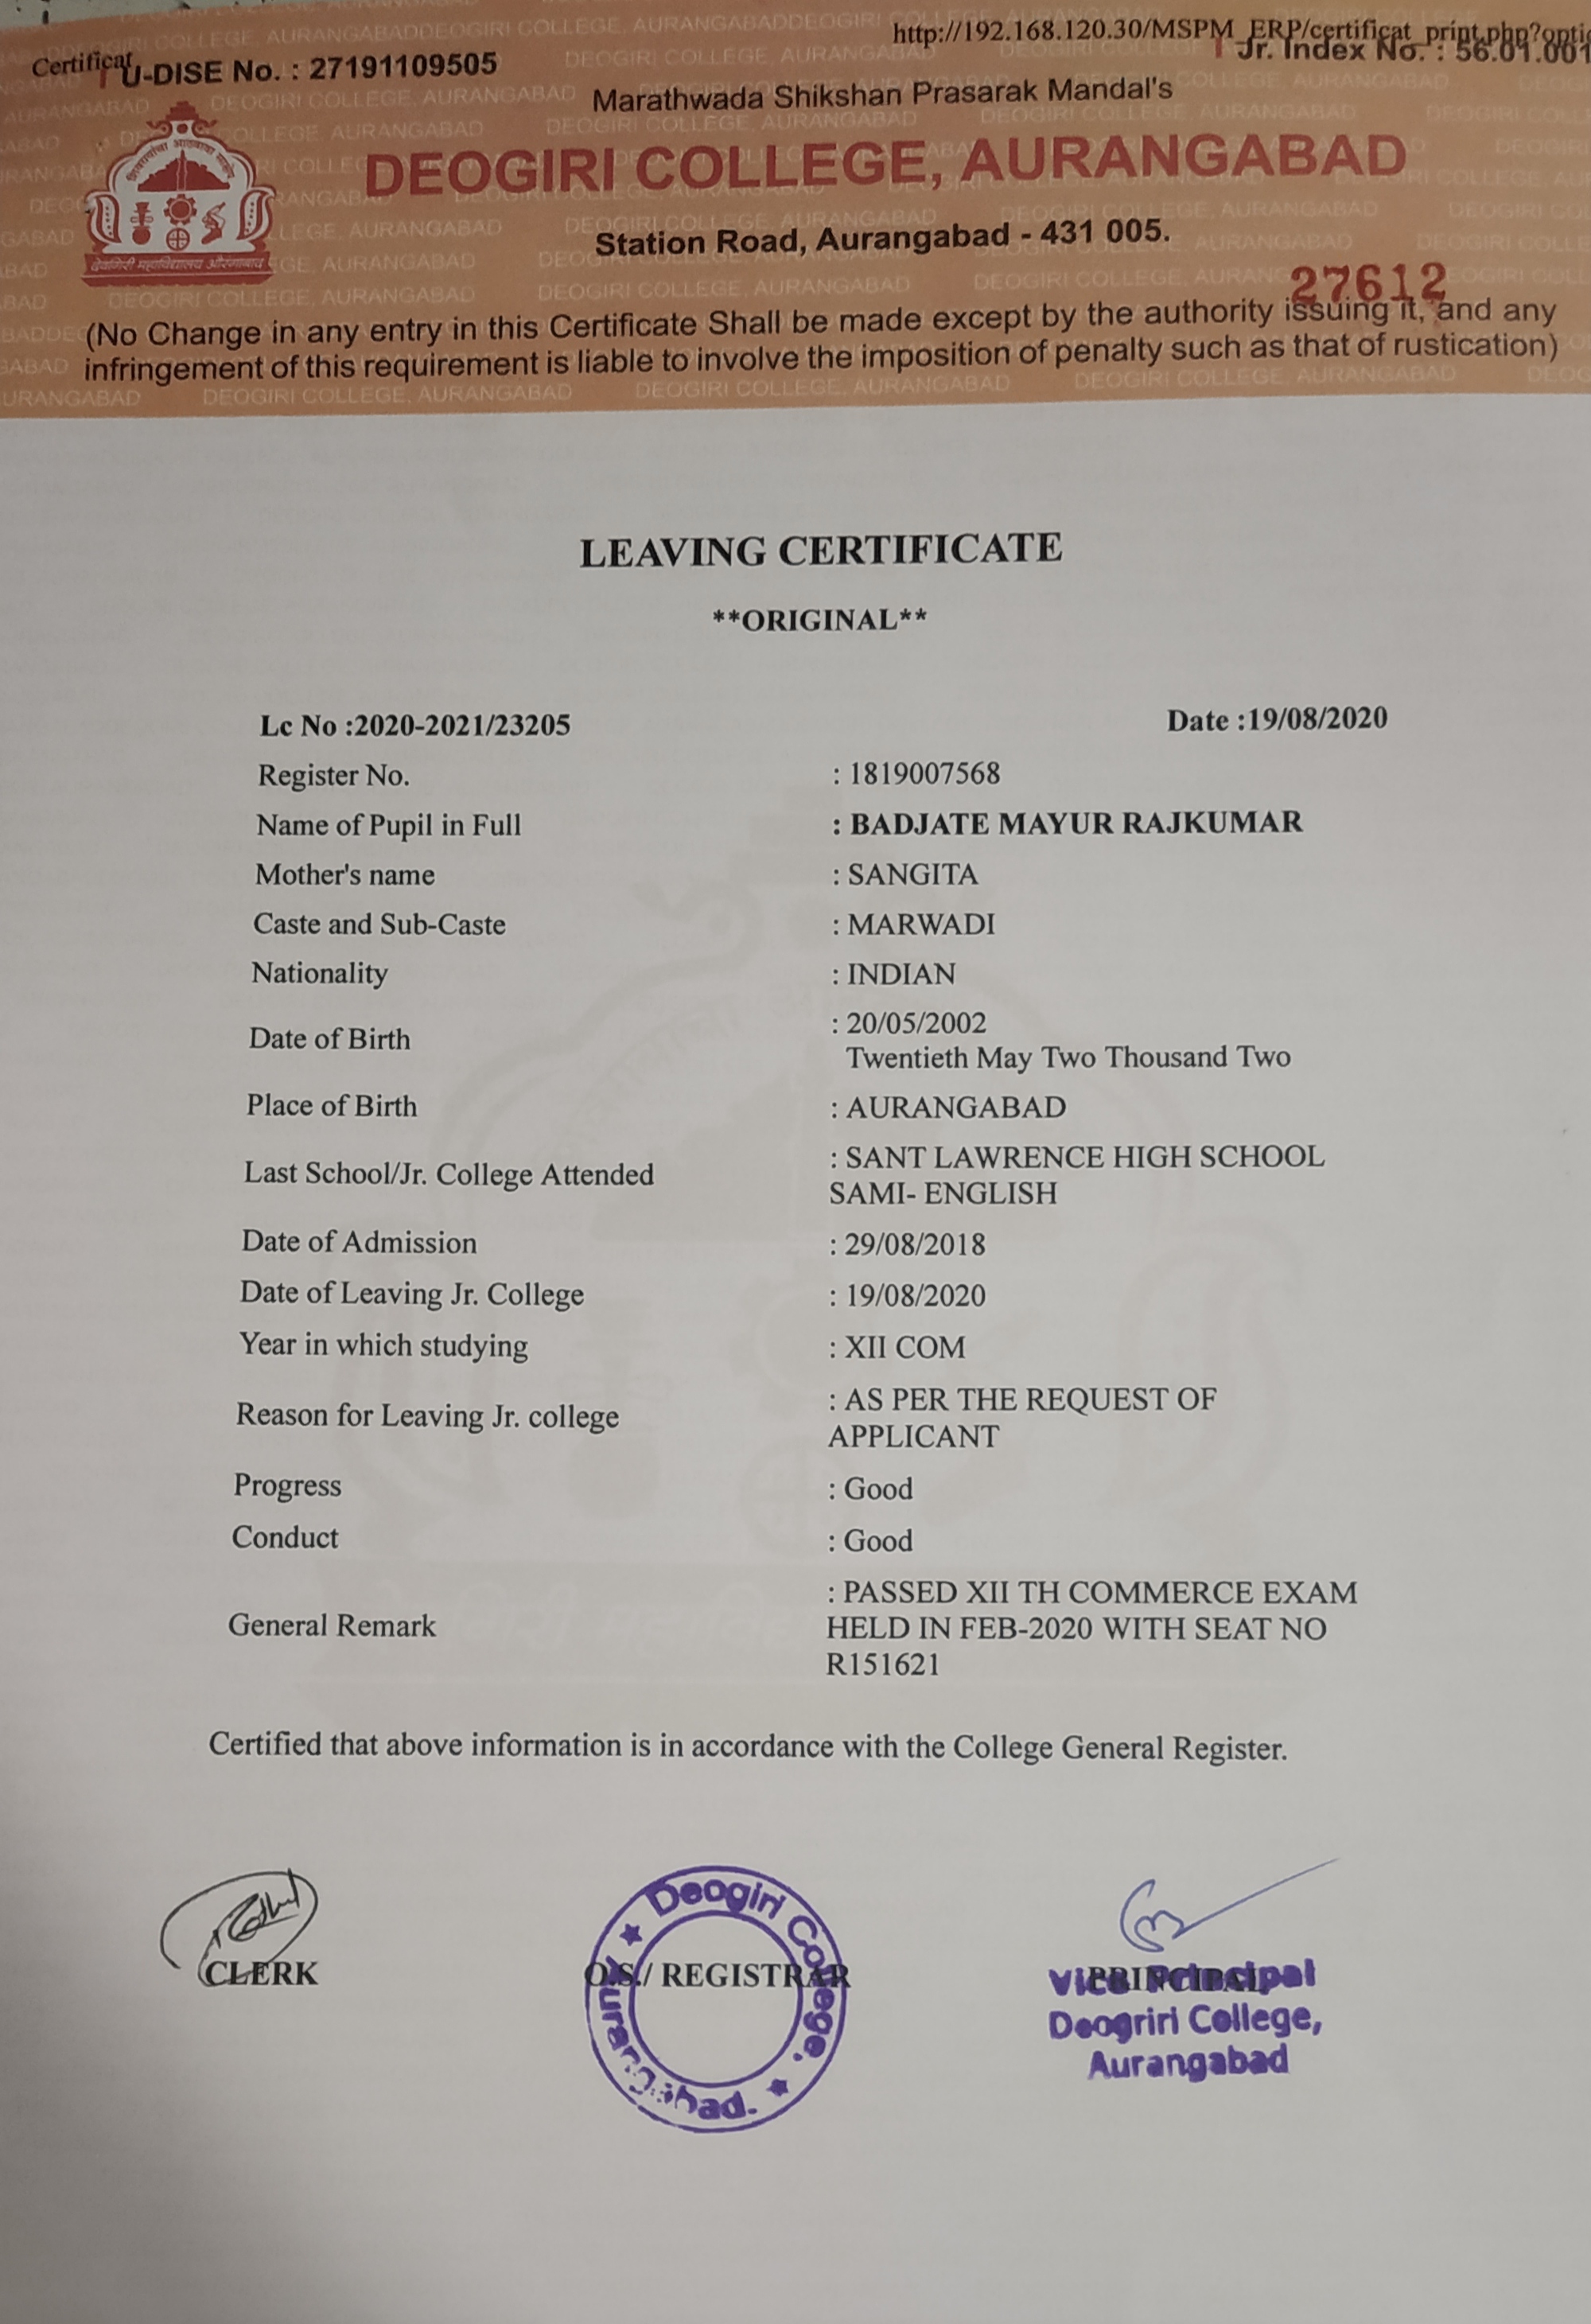 http://192.168.120.30/MSPM_ERP/certificat_print.php?opti
Certificat
U-DISE No. : 27191109505
Jr. Index No. : 56.01.001
Marathwada Shikshan Prasarak Mandal's
DEOGIRI COLLEGE, AURANGABAD
Station Road, Aurangabad - 431 005.
देवगिरी महाविद्यालय औरंगाबाद
27612
(No Change in any entry in this Certificate Shall be made except by the authority issuing it, and any
infringement of this requirement is liable to involve the imposition of penalty such as that of rustication)
LEAVING CERTIFICATE
**ORIGINAL**
Lc No :2020-2021/23205 Date :19/08/2020
Register No. : 1819007568
Name of Pupil in Full : BADJATE MAYUR RAJKUMAR
Mother's name : SANGITA
Caste and Sub-Caste : MARWADI
Nationality : INDIAN
Date of Birth : 20/05/2002
Twentieth May Two Thousand Two
Place of Birth : AURANGABAD
Last School/Jr. College Attended : SANT LAWRENCE HIGH SCHOOL
SAMI- ENGLISH
Date of Admission : 29/08/2018
Date of Leaving Jr. College : 19/08/2020
Year in which studying : XII COM
Reason for Leaving Jr. college : AS PER THE REQUEST OF
APPLICANT
Progress : Good
Conduct : Good
General Remark : PASSED XII TH COMMERCE EXAM
HELD IN FEB-2020 WITH SEAT NO
R151621
Certified that above information is in accordance with the College General Register.
CLERK
O.S./ REGISTRAR
Deogiri College.
Aurangabad.
PRINCIPAL
Vice Principal
Deogriri College,
Aurangabad